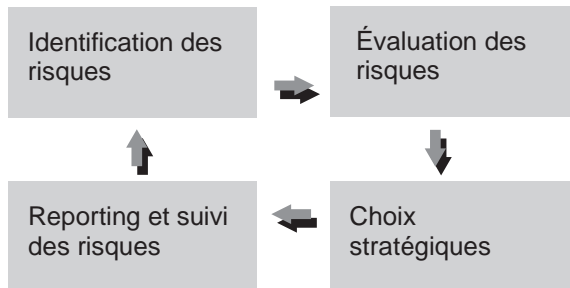 Identification des
risques
Évaluation des
risques
Reporting et suivi
des risques
Choix
stratégiques